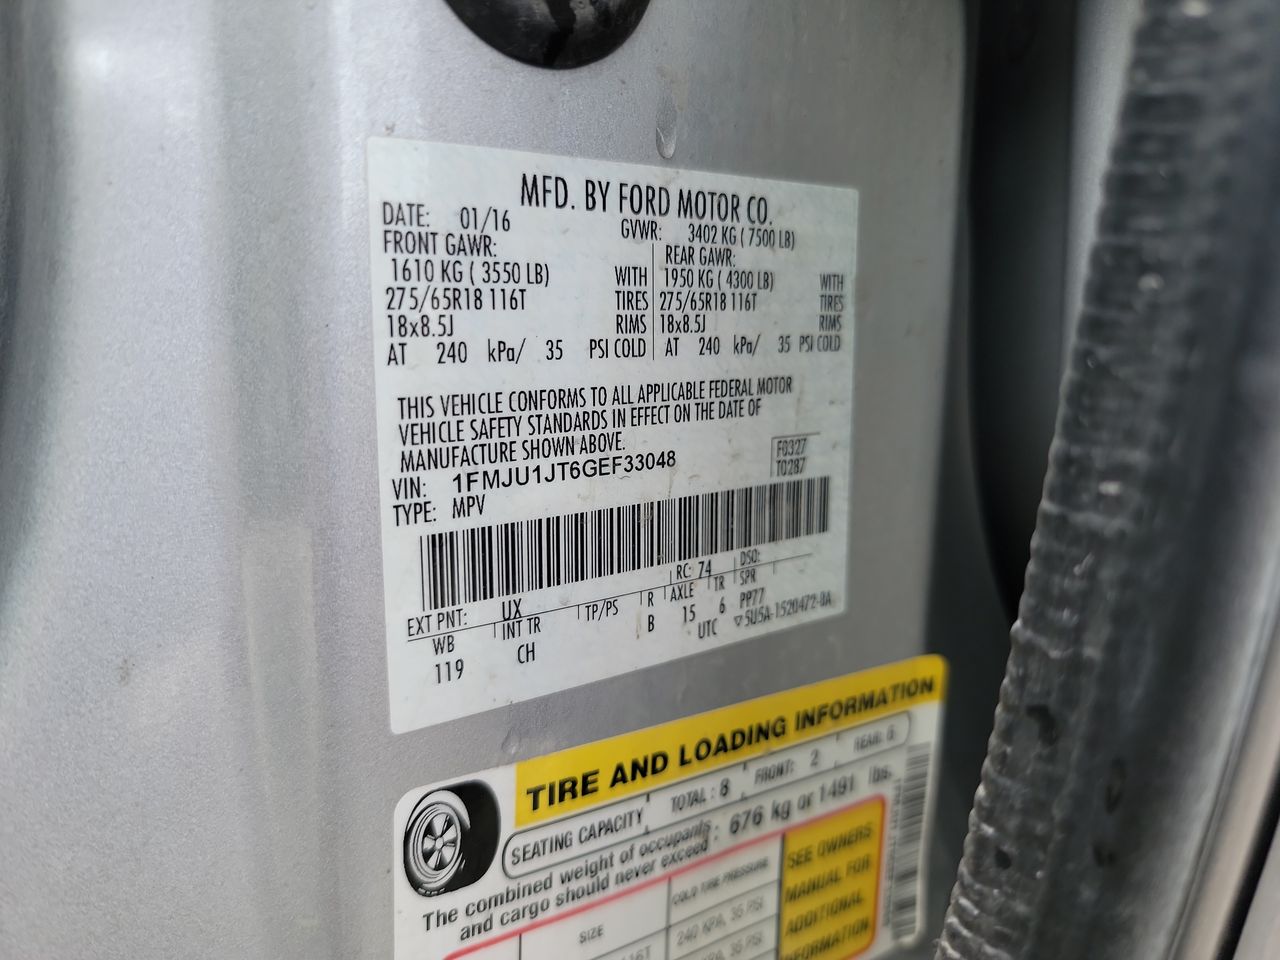 MFD. BY FORD MOTOR CO.
DATE: 01/16 GVWR: 3402 KG ( 7500 LB)
FRONT GAWR: REAR GAWR:
1610 KG ( 3550 LB) WITH 1950 KG ( 4300 LB) WITH
275/65R18 116T TIRES 275/65R18 116T TIRES
18x8.5J RIMS 18x8.5J RIMS
AT 240 kPa/ 35 PSI COLD AT 240 kPa/ 35 PSI COLD
THIS VEHICLE CONFORMS TO ALL APPLICABLE FEDERAL MOTOR
VEHICLE SAFETY STANDARDS IN EFFECT ON THE DATE OF
MANUFACTURE SHOWN ABOVE.
VIN: 1FMJU1JT6GEF33048
F0327
T0287
TYPE: MPV
EXT PNT: UX RC: 74 DSO:
WB INT TR TP/PS R AXLE TR SPR
119 CH B 15 6 PP77
UTC ▽5U5A-1520472-BA
TIRE AND LOADING INFORMATION
SEATING CAPACITY TOTAL : 8 FRONT: 2 REAR: 6
The combined weight of occupants and cargo should never exceed : 676 kg or 1491 lbs.
SIZE COLD TIRE PRESSURE
116T 240 KPA, 35 PSI
240 KPA, 35 PSI
SEE OWNERS
MANUAL FOR
ADDITIONAL
INFORMATION